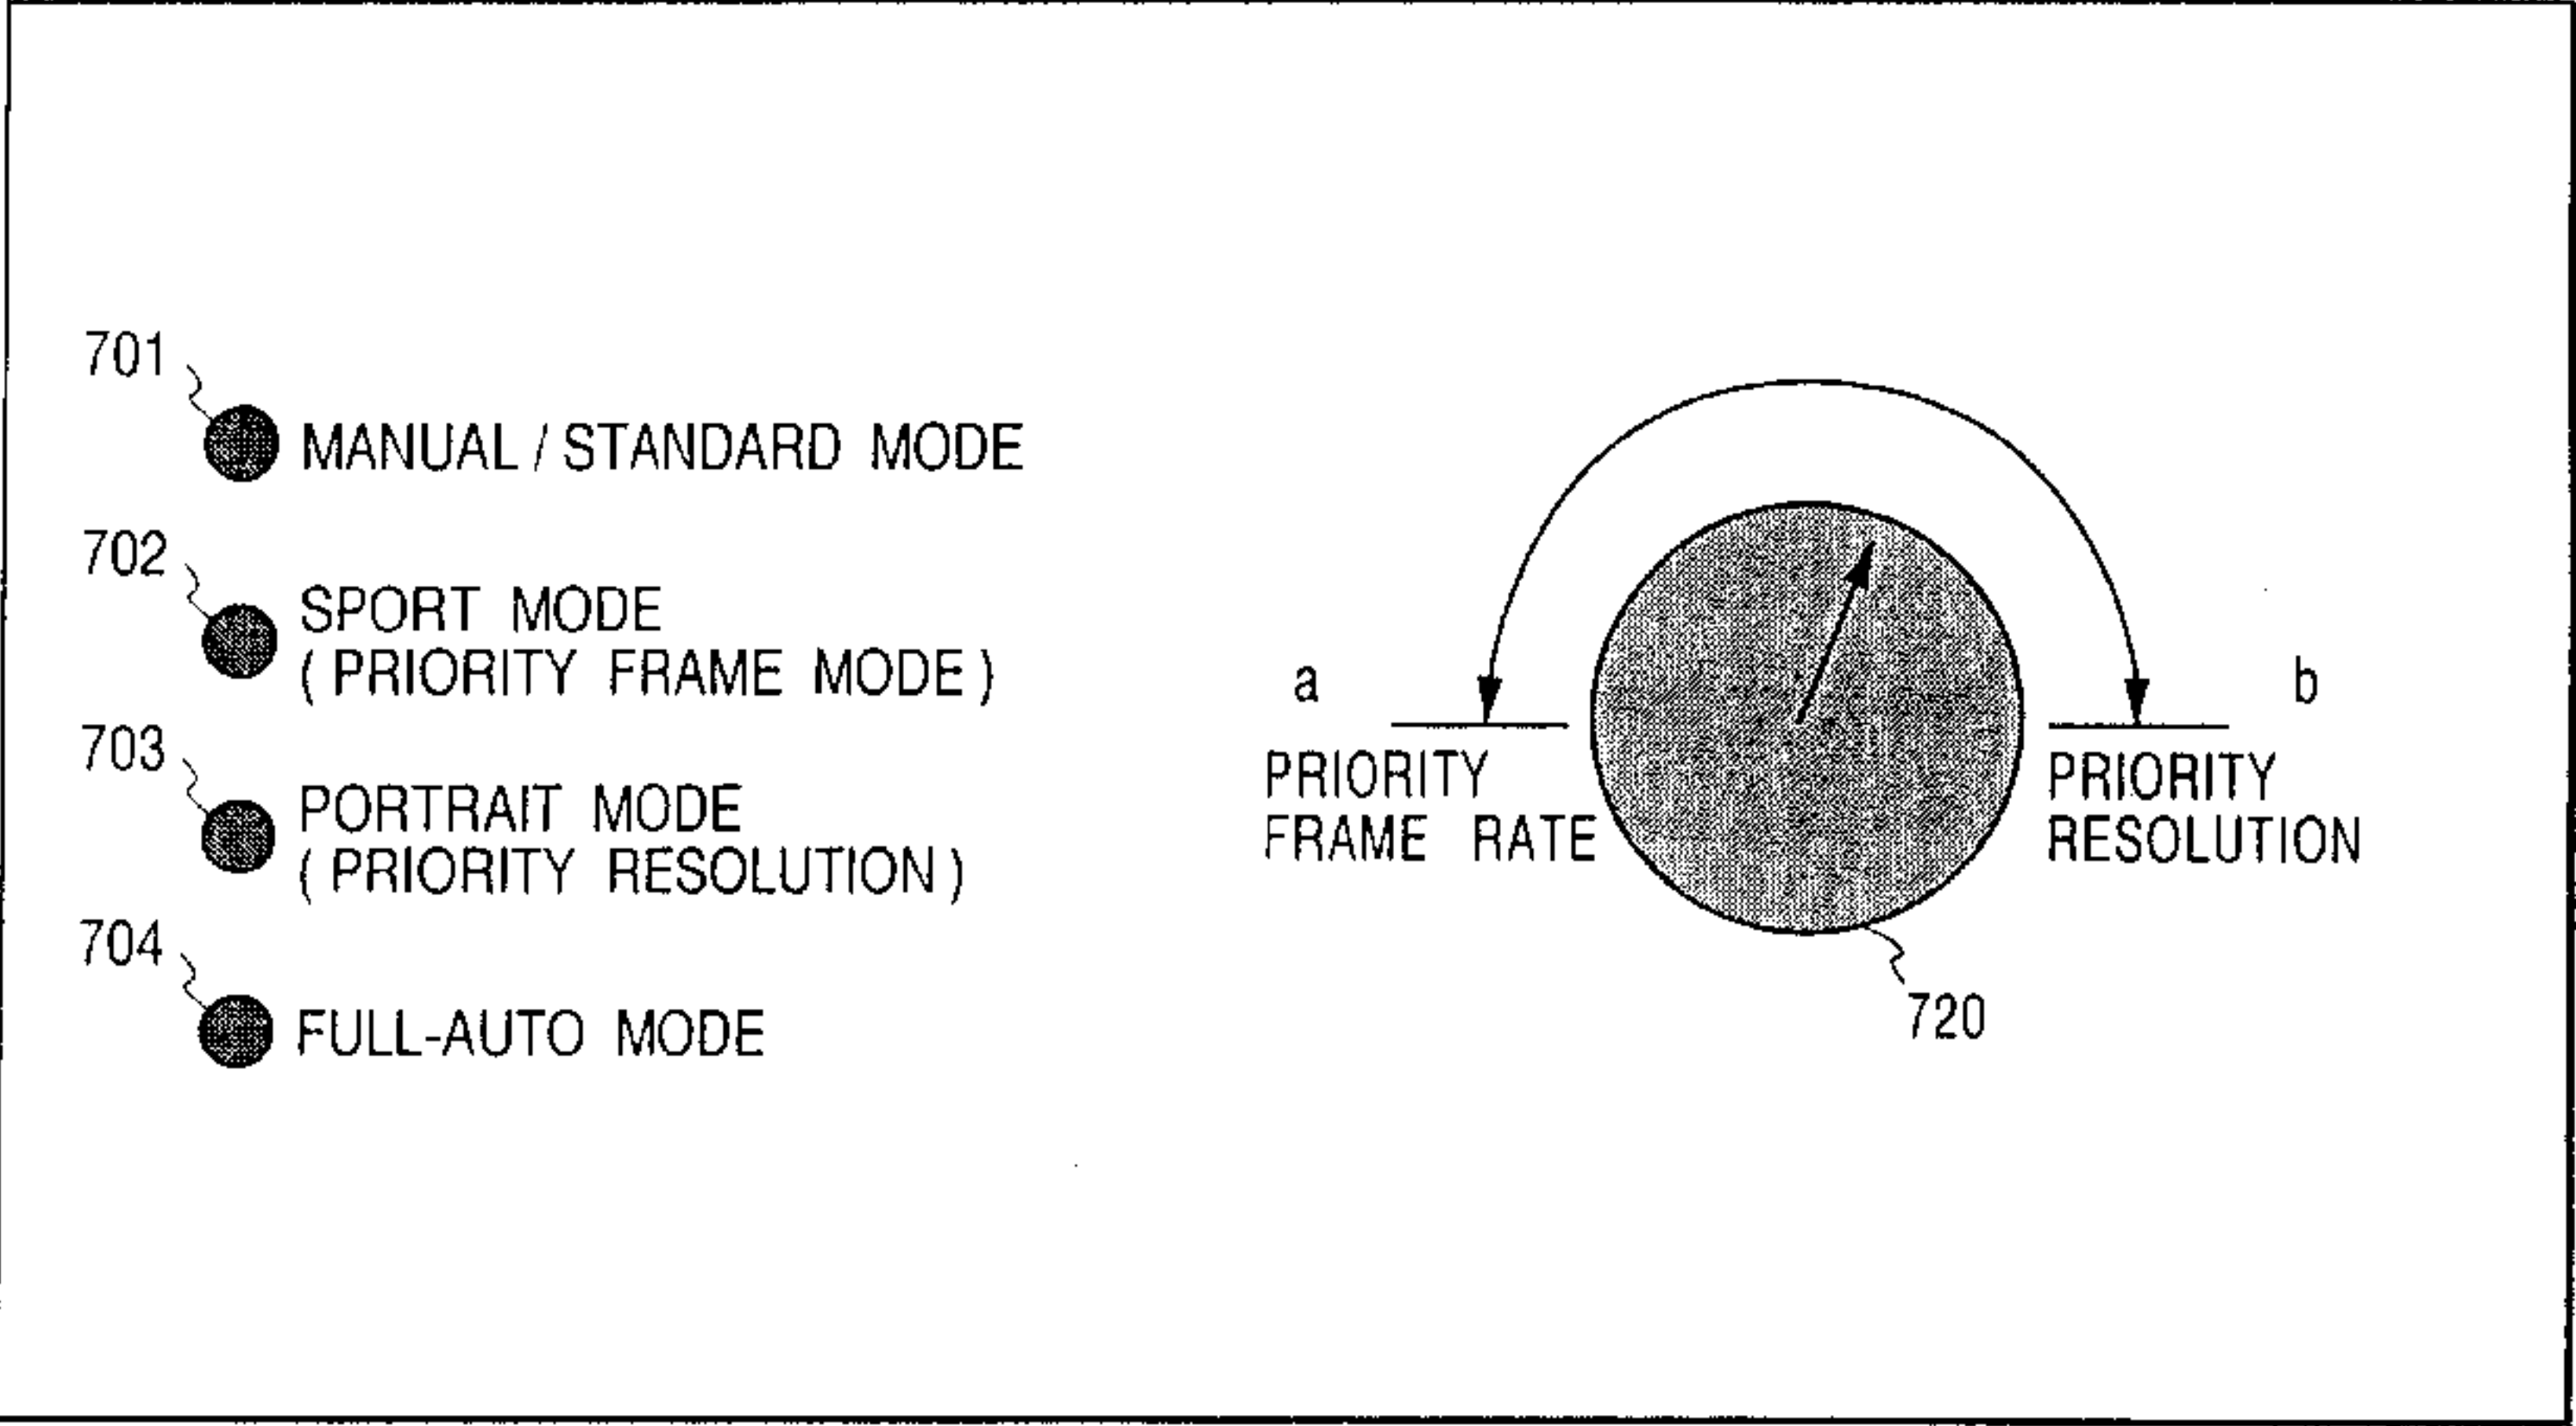 701
MANUAL / STANDARD MODE
702
SPORT MODE
( PRIORITY FRAME MODE )
703
PORTRAIT MODE
( PRIORITY RESOLUTION )
704
FULL-AUTO MODE
a
PRIORITY
FRAME RATE
b
PRIORITY
RESOLUTION
720